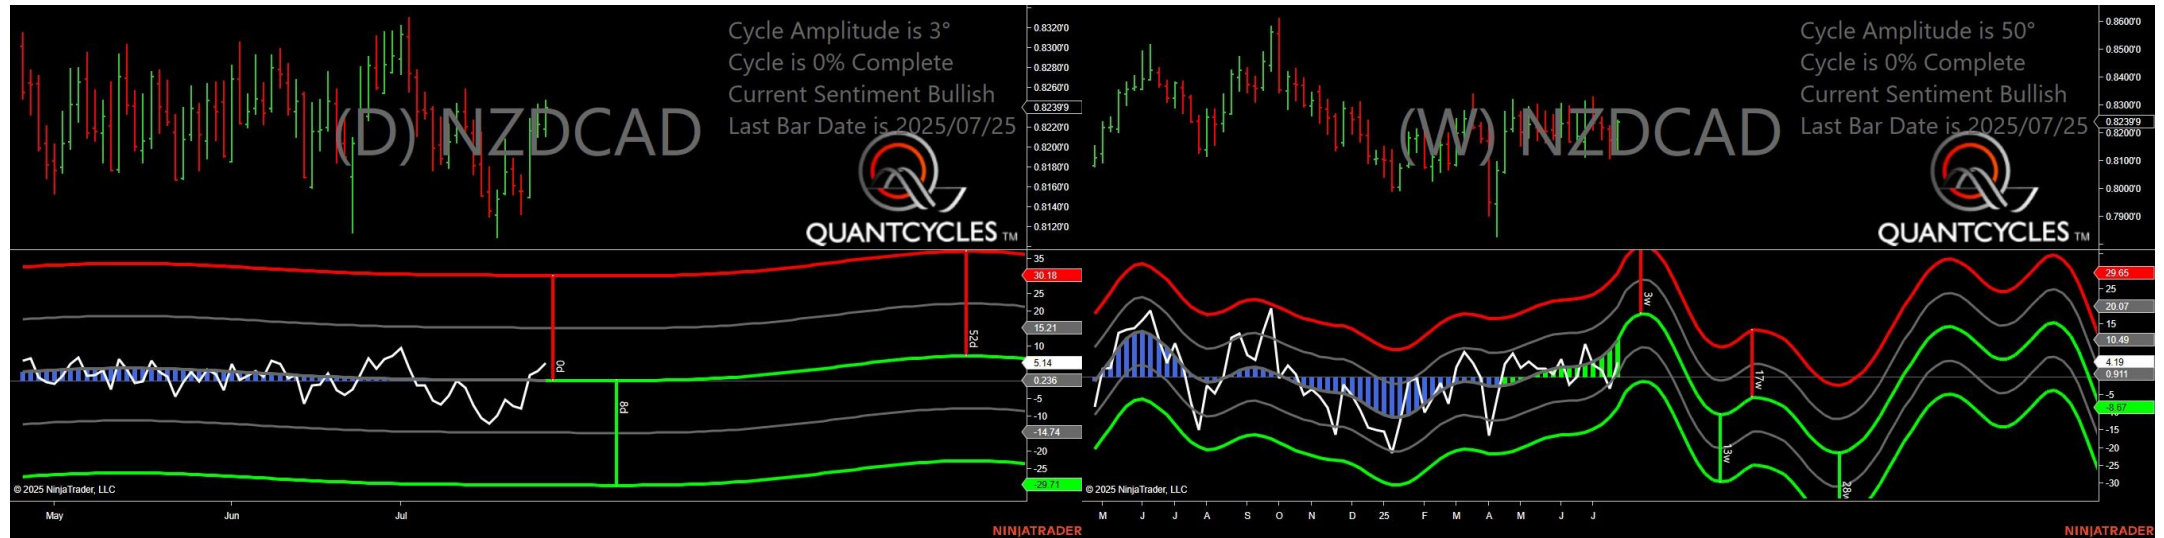 Cycle Amplitude is 3°
Cycle is 0% Complete
Current Sentiment Bullish
Last Bar Date is 2025/07/25
(D) NZDCAD
QUANTCYCLES TM
0.8320'0
0.8300'0
0.8280'0
0.8260'0
0.8239'9
0.8220'0
0.8200'0
0.8180'0
0.8160'0
0.8140'0
0.8120'0
35
30.18
25
20
15.21
10
5.14
0.236
-5
-10
-14.74
-20
-25
-29.71
0d
8d
52d
© 2025 NinjaTrader, LLC
May Jun Jul
NINJATRADER
Cycle Amplitude is 50°
Cycle is 0% Complete
Current Sentiment Bullish
Last Bar Date is 2025/07/25
(W) NZDCAD
QUANTCYCLES TM
0.8600'0
0.8500'0
0.8400'0
0.8300'0
0.8239'9
0.8200'0
0.8100'0
0.8000'0
0.7900'0
29.65
25
20.07
15
10.49
4.19
0.911
-5
-8.67
-15
-20
-25
-30
3w
13w
17w
28w
© 2025 NinjaTrader, LLC
M J J A S O N D 25 F M A M J J
NINJATRADER